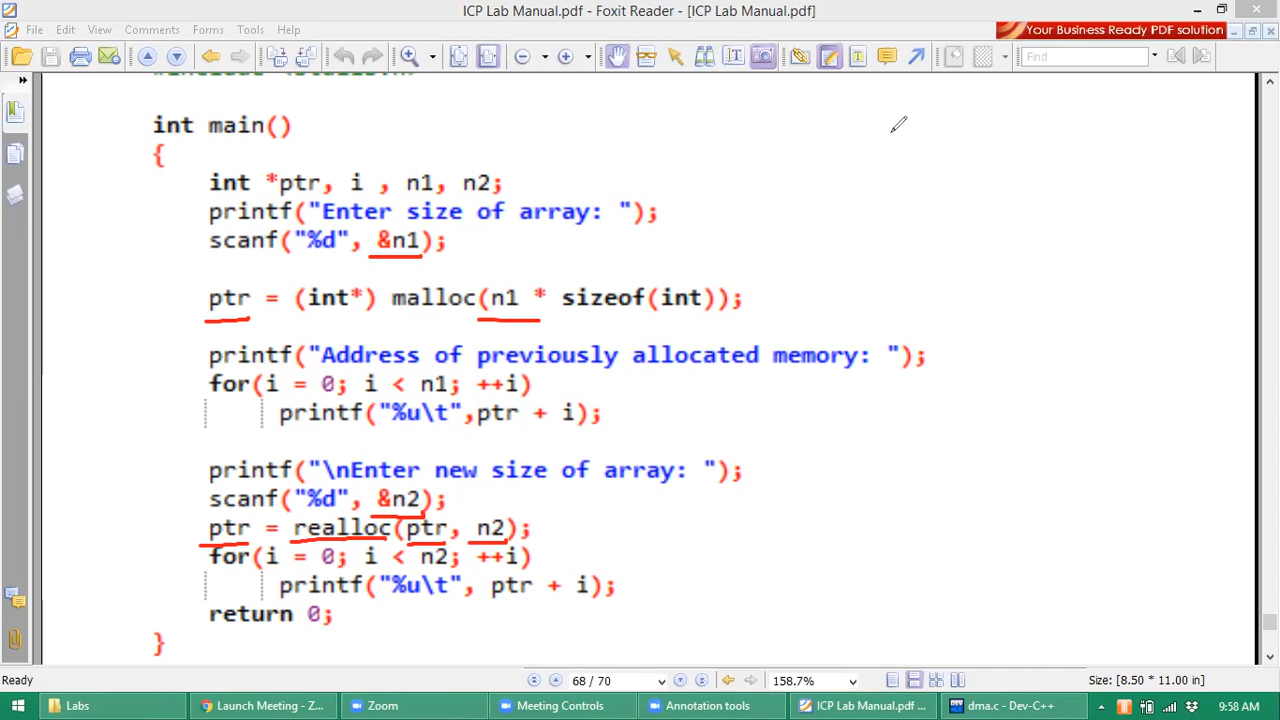 ICP Lab Manual.pdf - Foxit Reader - [ICP Lab Manual.pdf]
File Edit View Comments Forms Tools Help
Your Business Ready PDF solution
Find
int main()
{
int *ptr, i , n1, n2;
printf("Enter size of array: ");
scanf("%d", &n1);
ptr = (int*) malloc(n1 * sizeof(int));
printf("Address of previously allocated memory: ");
for(i = 0; i < n1; ++i)
printf("%u\t",ptr + i);
printf("\nEnter new size of array: ");
scanf("%d", &n2);
ptr = realloc(ptr, n2);
for(i = 0; i < n2; ++i)
printf("%u\t", ptr + i);
return 0;
}
Ready 68 / 70 158.7% Size: [8.50 * 11.00 in]
Labs Launch Meeting - Z... Zoom Meeting Controls Annotation tools ICP Lab Manual.pdf ... dma.c - Dev-C++ 9:58 AM